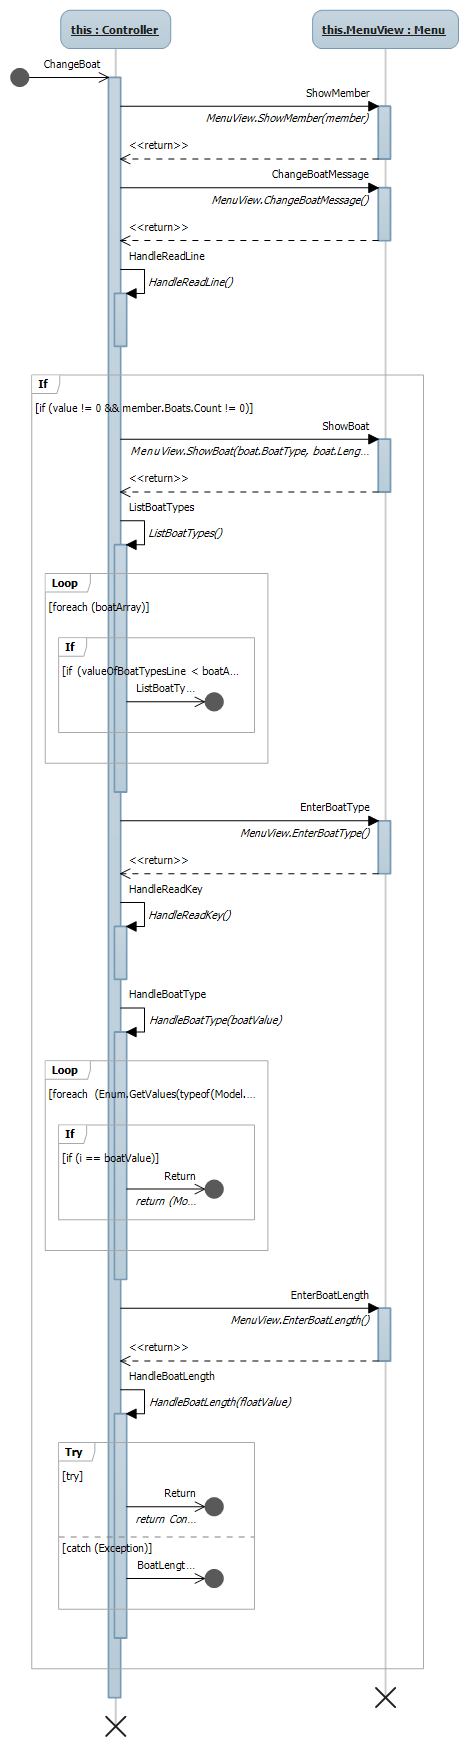 this : Controller
this.MenuView : Menu
ChangeBoat
ShowMember
MenuView.ShowMember(member)
<<return>>
ChangeBoatMessage
MenuView.ChangeBoatMessage()
<<return>>
HandleReadLine
HandleReadLine()
If
[if (value != 0 && member.Boats.Count != 0)]
ShowBoat
MenuView.ShowBoat(boat.BoatType, boat.Leng...
<<return>>
ListBoatTypes
ListBoatTypes()
Loop
[foreach (boatArray)]
If
[if (valueOfBoatTypesLine < boatA...
ListBoatTy...
EnterBoatType
MenuView.EnterBoatType()
<<return>>
HandleReadKey
HandleReadKey()
HandleBoatType
HandleBoatType(boatValue)
Loop
[foreach (Enum.GetValues(typeof(Model....
If
[if (i == boatValue)]
Return
return (Mo...
EnterBoatLength
MenuView.EnterBoatLength()
<<return>>
HandleBoatLength
HandleBoatLength(floatValue)
Try
[try]
Return
return Con...
[catch (Exception)]
BoatLengt...